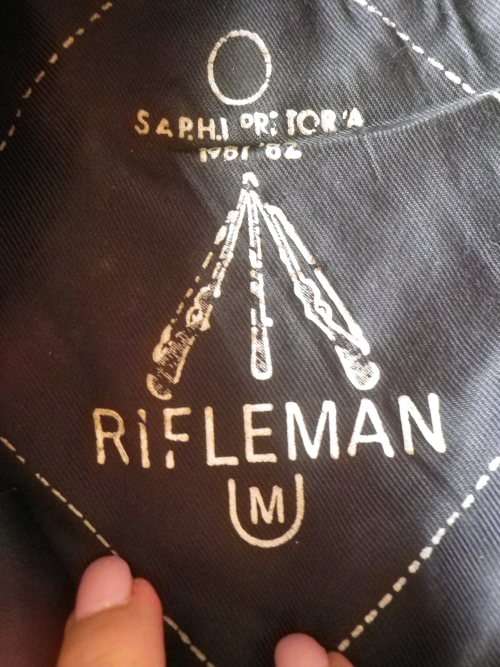 S.A.P.H.I PRETORIA
1981 '82
RIFLEMAN
M